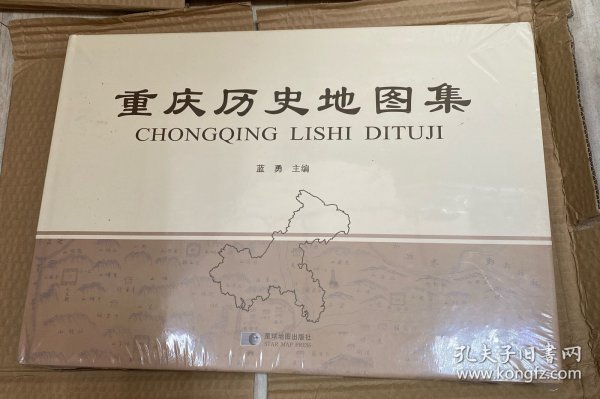 重庆历史地图集
CHONGQING LISHI DITUJI
蓝 勇 主编
星球地图出版社
STAR MAP PRESS
孔夫子旧书网
www.kongfz.com